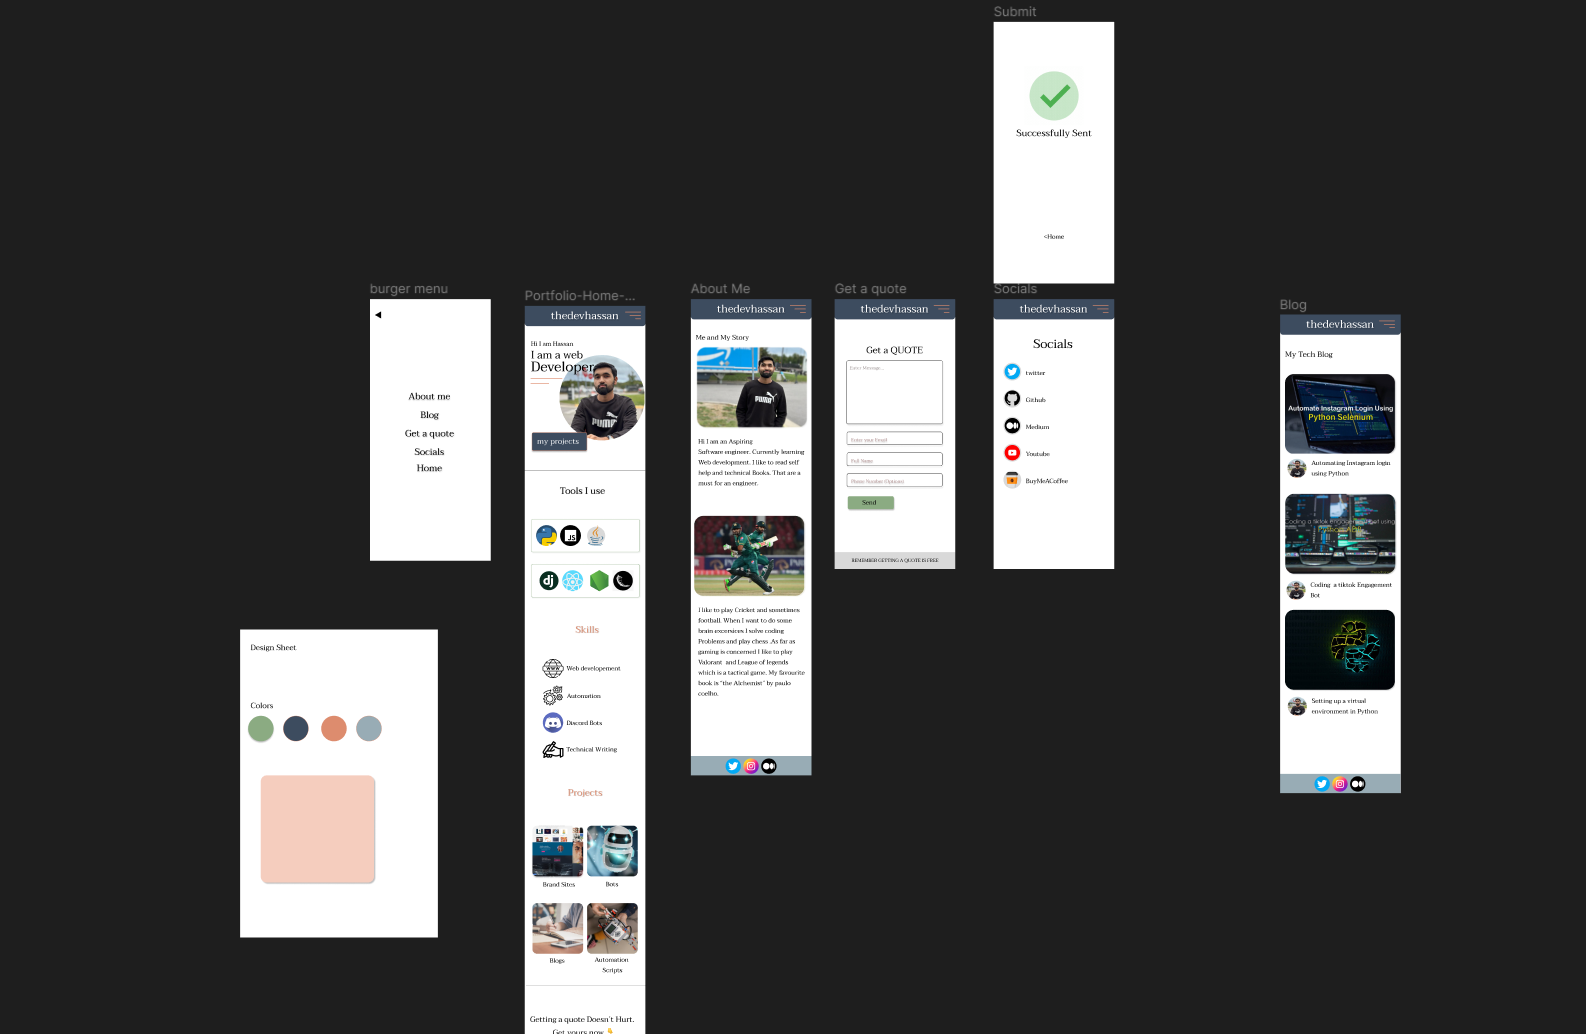 Submit
Successfully Sent
<Home
burger menu
About me
Blog
Get a quote
Socials
Home
Design Sheet
Colors
Portfolio-Home-...
thedevhassan
Hi I am Hassan
I am a web
Developer
my projects
Tools I use
JS
dj
Skills
WWW
Web developement
Automation
Discord Bots
Technical Writing
Projects
Brand Sites
Bots
Blogs
Automation
Scripts
Getting a quote Doesn't Hurt.
Get yours now 👇
About Me
thedevhassan
Me and My Story
PUMA
Hi I am an Aspiring
Software engineer. Currently learning
Web development. I like to read self
help and technical Books. That are a
must for an engineer.
I like to play Cricket and sometimes
football. When I want to do some
brain excersices I solve coding
Problems and play chess .As far as
gaming is concerned I like to play
Valorant and League of legends
which is a tactical game. My favourite
book is "the Alchemist" by paulo
coelho.
Get a quote
thedevhassan
Get a QUOTE
Enter Message...
Enter your Email
Full Name
Phone Number (Optional)
Send
REMEMBER GETTING A QUOTE IS FREE
Socials
thedevhassan
Socials
twitter
Github
Medium
Youtube
BuyMeACoffee
Blog
thedevhassan
My Tech Blog
Automate Instagram Login Using
Python Selenium
Automating Instagram login
using Python
Coding a tiktok Engagement Bot using
Coding a tiktok Engagement
Bot
Setting up a virtual
environment in Python